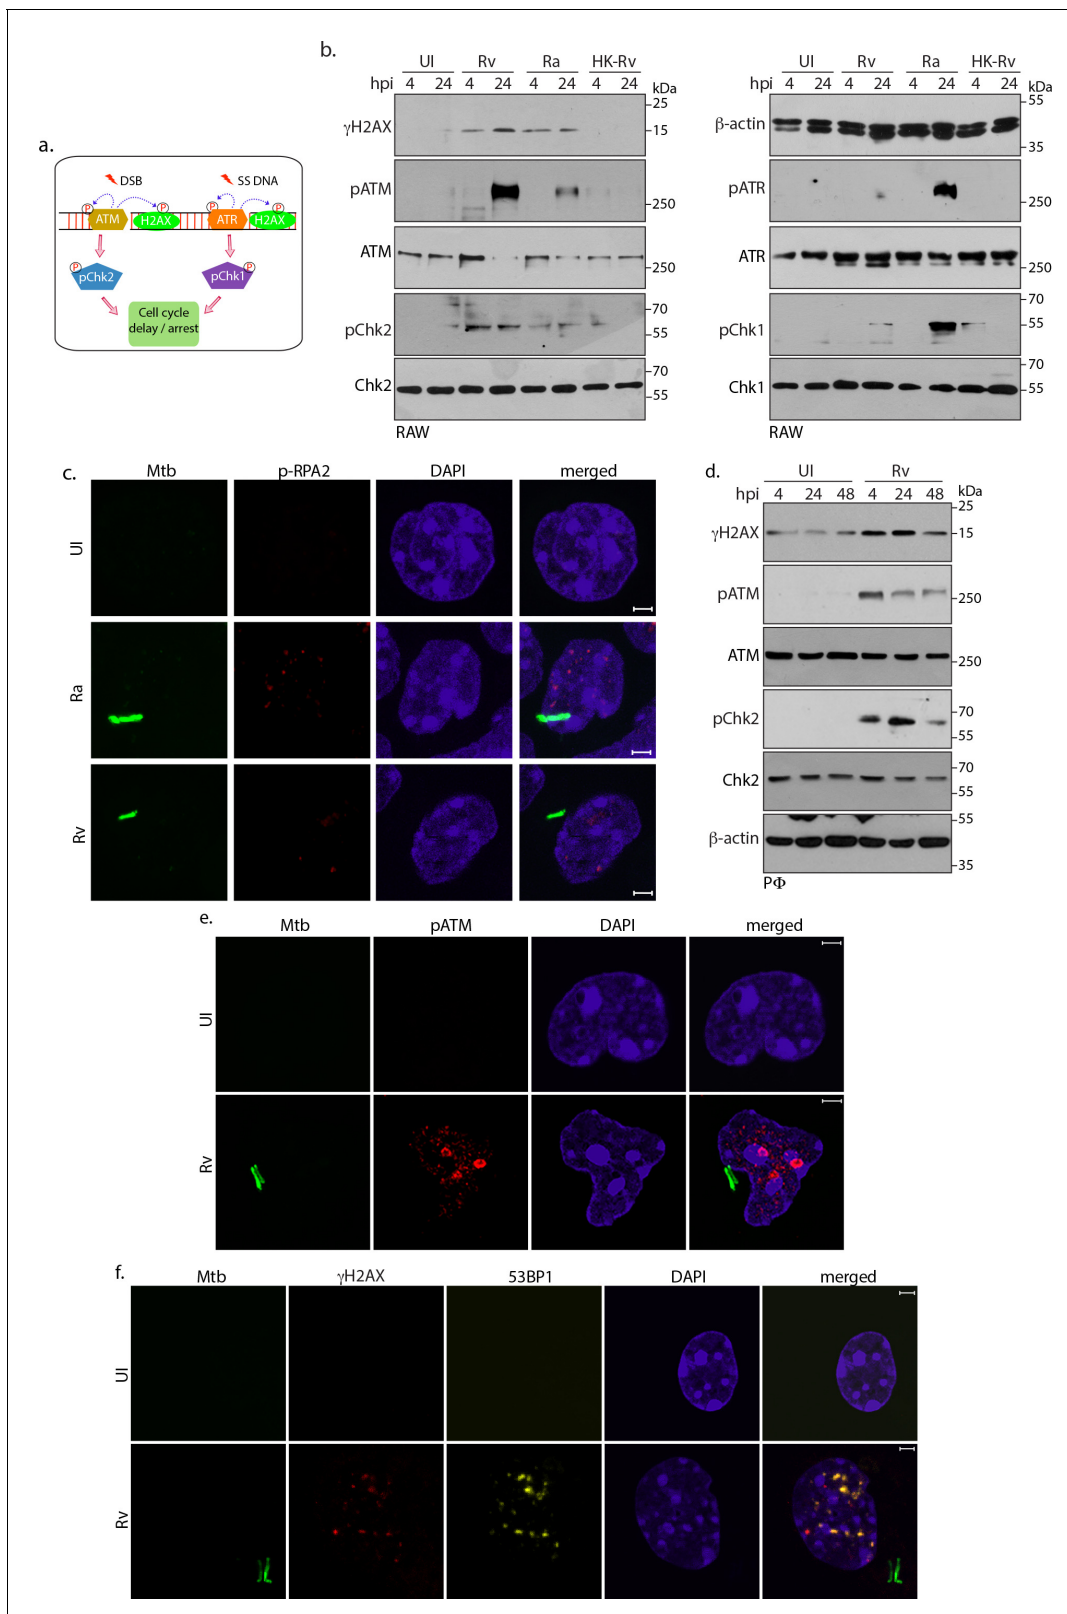 a.
DSB
SS DNA
P
P
P
P
ATM
H2AX
ATR
H2AX
P
pChk2
pChk1
P
Cell cycle
delay / arrest
b.
UI
Rv
Ra
HK-Rv
hpi
4
24
4
24
4
24
4
24
kDa
γH2AX
25
15
pATM
250
ATM
250
pChk2
70
55
Chk2
70
55
RAW
UI
Rv
Ra
HK-Rv
hpi
4
24
4
24
4
24
4
24
kDa
β-actin
55
35
pATR
250
ATR
250
pChk1
70
55
Chk1
70
55
RAW
c.
Mtb
p-RPA2
DAPI
merged
UI
Ra
Rv
d.
UI
Rv
hpi
4
24
48
4
24
48
kDa
γH2AX
25
15
pATM
250
ATM
250
pChk2
70
55
Chk2
70
55
β-actin
55
35
PΦ
e.
Mtb
pATM
DAPI
merged
UI
Rv
f.
Mtb
γH2AX
53BP1
DAPI
merged
UI
Rv